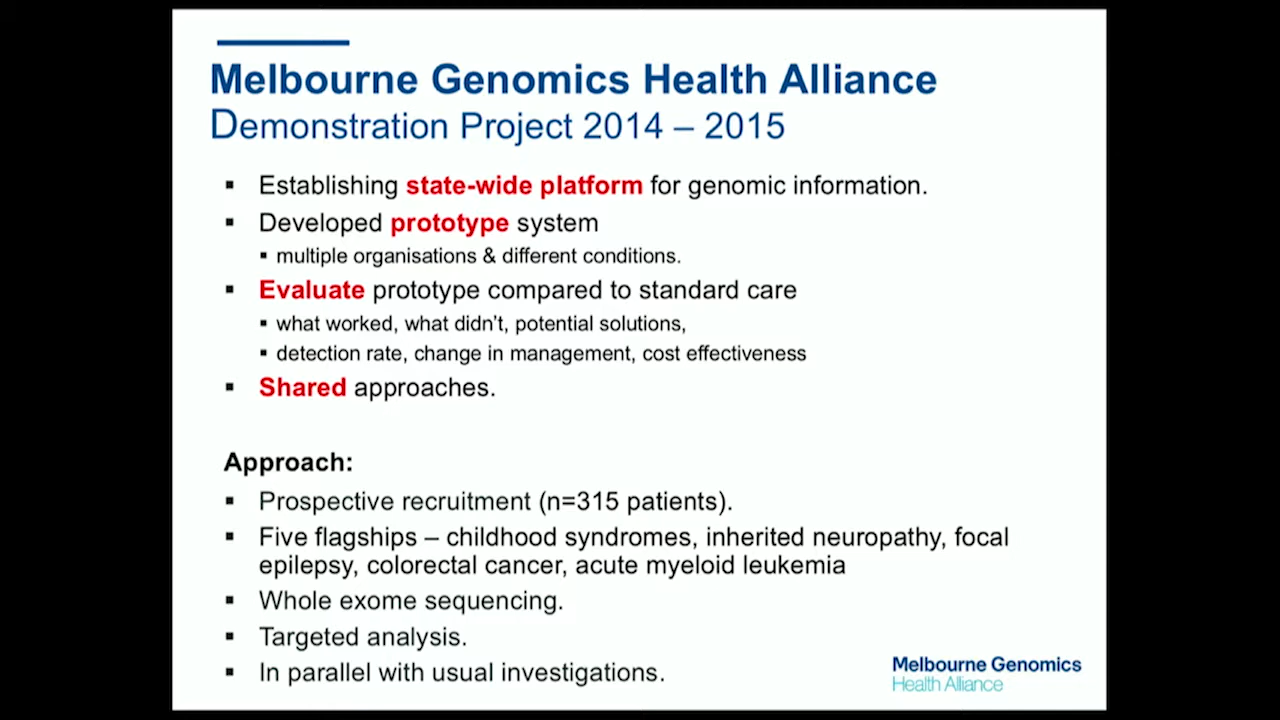 Melbourne Genomics Health Alliance
Demonstration Project 2014 – 2015
▪ Establishing state-wide platform for genomic information.
▪ Developed prototype system
▪ multiple organisations & different conditions.
▪ Evaluate prototype compared to standard care
▪ what worked, what didn't, potential solutions,
▪ detection rate, change in management, cost effectiveness
▪ Shared approaches.
Approach:
▪ Prospective recruitment (n=315 patients).
▪ Five flagships – childhood syndromes, inherited neuropathy, focal
epilepsy, colorectal cancer, acute myeloid leukemia
▪ Whole exome sequencing.
▪ Targeted analysis.
▪ In parallel with usual investigations.
Melbourne Genomics
Health Alliance